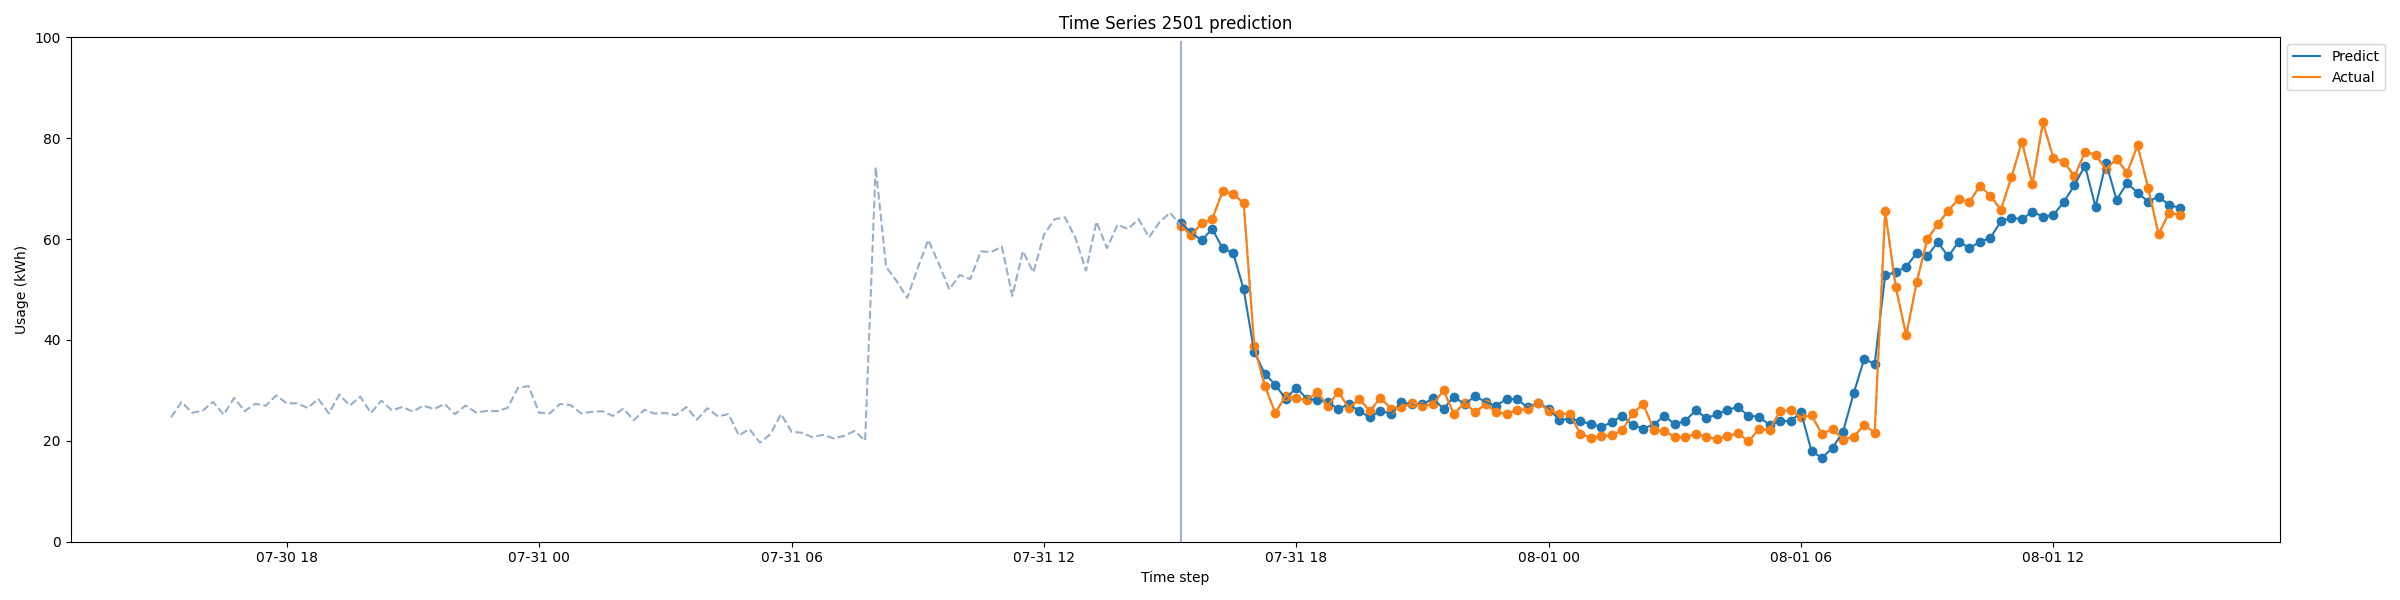 Time Series 2501 prediction
100
80
60
40
20
0
Usage (kWh)
07-30 18
07-31 00
07-31 06
07-31 12
07-31 18
08-01 00
08-01 06
08-01 12
Time step
Predict
Actual